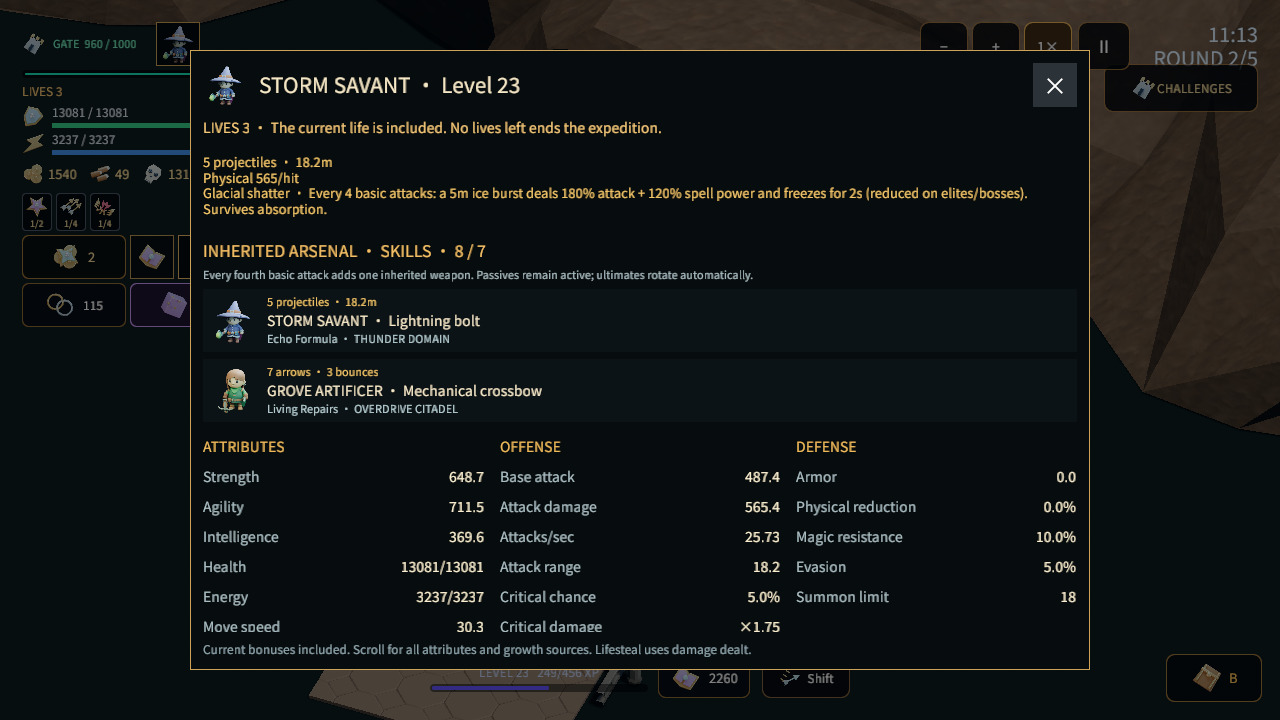 GATE 960 / 1000
LIVES 3
13081 / 13081
3237 / 3237
1540
49
131
1/2
1/4
1/4
2
115
−
+
1×
II
11:13
ROUND 2/5
CHALLENGES
STORM SAVANT • Level 23
LIVES 3 • The current life is included. No lives left ends the expedition.
5 projectiles • 18.2m
Physical 565/hit
Glacial shatter • Every 4 basic attacks: a 5m ice burst deals 180% attack + 120% spell power and freezes for 2s (reduced on elites/bosses).
Survives absorption.
INHERITED ARSENAL • SKILLS • 8 / 7
Every fourth basic attack adds one inherited weapon. Passives remain active; ultimates rotate automatically.
5 projectiles • 18.2m
STORM SAVANT • Lightning bolt
Echo Formula • THUNDER DOMAIN
7 arrows • 3 bounces
GROVE ARTIFICER • Mechanical crossbow
Living Repairs • OVERDRIVE CITADEL
ATTRIBUTES OFFENSE DEFENSE
Strength 648.7 Base attack 487.4 Armor 0.0
Agility 711.5 Attack damage 565.4 Physical reduction 0.0%
Intelligence 369.6 Attacks/sec 25.73 Magic resistance 10.0%
Health 13081/13081 Attack range 18.2 Evasion 5.0%
Energy 3237/3237 Critical chance 5.0% Summon limit 18
Move speed 30.3 Critical damage ×1.75
Current bonuses included. Scroll for all attributes and growth sources. Lifesteal uses damage dealt.
LEVEL 23 249/456 XP
2260
Shift
B